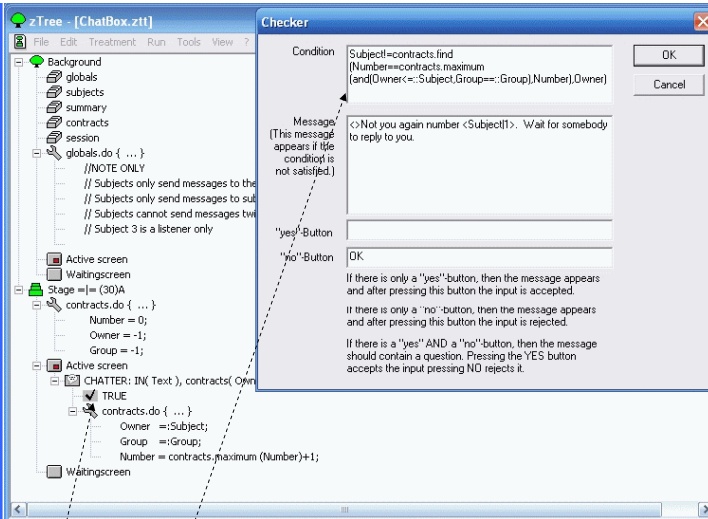 zTree - [ChatBox.ztt]
File Edit Treatment Run Tools View ?
Background
globals
subjects
summary
contracts
session
globals.do { ... }
//NOTE ONLY
// Subjects only send messages to the
// Subjects only send messages to sub
// Subjects cannot send messages twi
// Subject 3 is a listener only
Active screen
Waitingscreen
Stage =|= (30)A
contracts.do { ... }
Number = 0;
Owner = -1;
Group = -1;
Active screen
CHATTER: IN( Text ), contracts( Own
TRUE
contracts.do { ... }
Owner =:Subject;
Group =:Group;
Number = contracts.maximum (Number)+1;
Waitingscreen
Checker
Condition
Subject!=contracts.find
(Number==contracts.maximum
(and(Owner<=::Subject,Group==::Group),Number),Owner)
OK
Cancel
Message
(This message
appears if the
condition is
not satisfied.)
<>Not you again number <Subject|1>. Wait for somebody
to reply to you.
"yes"-Button
"no"-Button
OK
If there is only a "yes"-button, then the message appears
and after pressing this button the input is accepted.
If there is only a "no"-button, then the message appears
and after pressing this button the input is rejected.
If there is a "yes" AND a "no"-button, then the message
should contain a question. Pressing the YES button
accepts the input pressing NO rejects it.